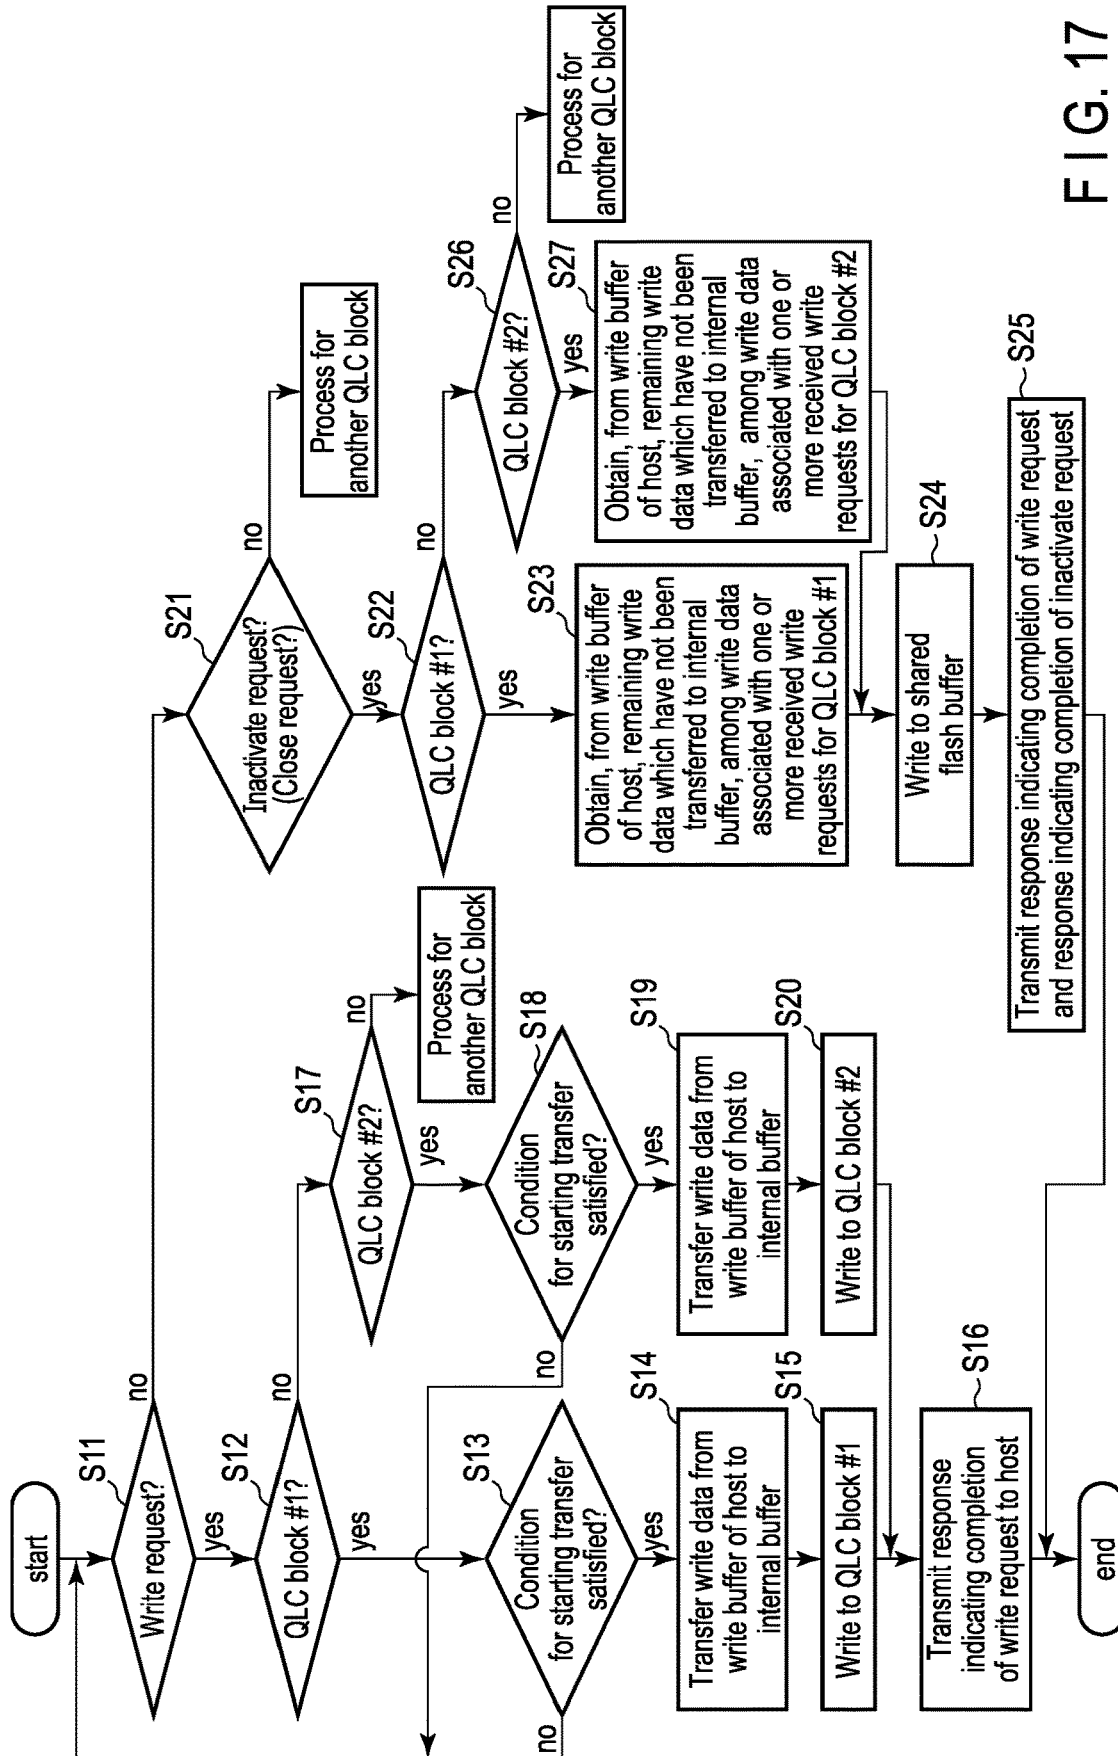 start
S11
Write request?
yes
no
S12
QLC block #1?
yes
no
S13
Condition
for starting transfer
satisfied?
yes
no
S14
Transfer write data from
write buffer of host to
internal buffer
S15
Write to QLC block #1
S16
Transmit response
indicating completion
of write request to host
end
S17
QLC block #2?
yes
no
Process for
another QLC block
S18
Condition
for starting transfer
satisfied?
yes
no
S19
Transfer write data from
write buffer of host to
internal buffer
S20
Write to QLC block #2
S21
Inactivate request?
(Close request?)
yes
no
Process for
another QLC block
S22
QLC block #1?
yes
no
S23
Obtain, from write buffer
of host, remaining write
data which have not been
transferred to internal
buffer, among write data
associated with one or
more received write
requests for QLC block #1
S24
Write to shared
flash buffer
S25
Transmit response indicating completion of write request
and response indicating completion of inactivate request
S26
QLC block #2?
yes
no
Process for
another QLC block
S27
Obtain, from write buffer
of host, remaining write
data which have not been
transferred to internal
buffer, among write data
associated with one or
more received write
requests for QLC block #2
FIG. 17